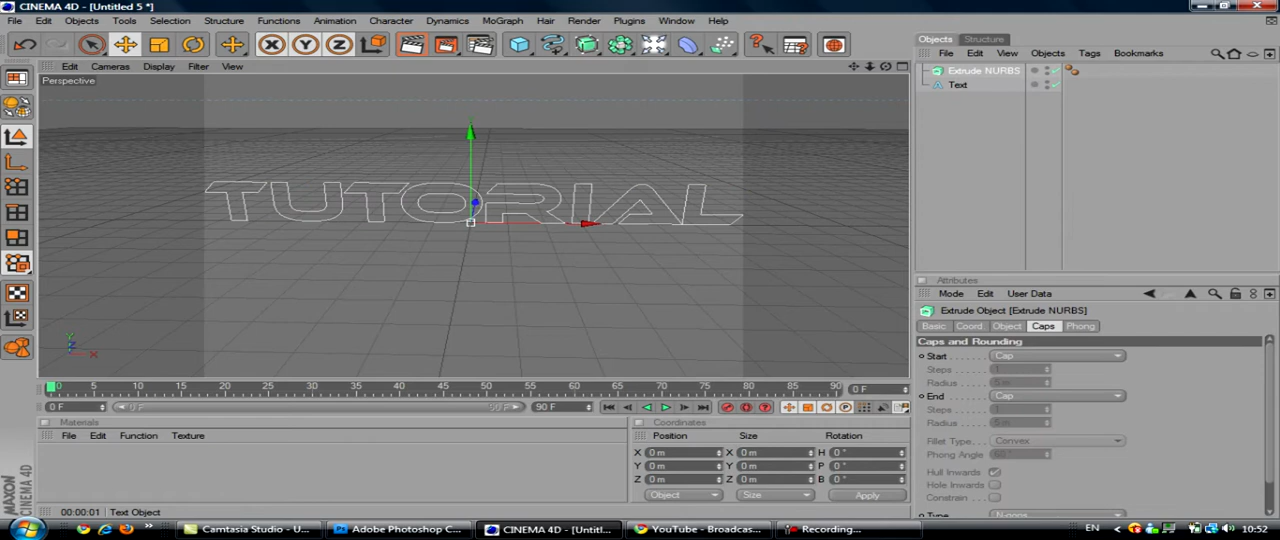 CINEMA 4D - [Untitled 5 *]
File Edit Objects Tools Selection Structure Functions Animation Character Dynamics MoGraph Hair Render Plugins Window Help
X Y Z
Objects Structure
File Edit View Objects Tags Bookmarks
Extrude NURBS
Text
Edit Cameras Display Filter View
Perspective
TUTORIAL
Y
Z
X
Attributes
Mode Edit User Data
Extrude Object [Extrude NURBS]
Basic Coord. Object Caps Phong
Caps and Rounding
Start Cap
Steps 1
Radius 5 m
End Cap
Steps 1
Radius 5 m
Fillet Type Convex
Phong Angle 60 °
Hull Inwards
Hole Inwards
Constrain
Type N-gons
0 5 10 15 20 25 30 35 40 45 50 55 60 65 70 75 80 85 90 0 F
0 F 0 F 90 F 90 F
Materials
File Edit Function Texture
Coordinates
Position Size Rotation
X 0 m X 0 m H 0 °
Y 0 m Y 0 m P 0 °
Z 0 m Z 0 m B 0 °
Object Size Apply
MAXON CINEMA 4D
00:00:01 Text Object
Camtasia Studio - U... Adobe Photoshop C... CINEMA 4D - [Untitl... YouTube - Broadcas... Recording... EN 10:52